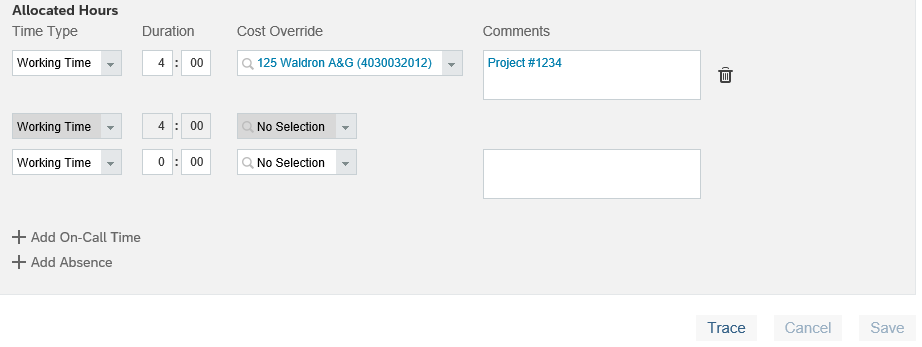 Allocated Hours
Time Type Duration Cost Override Comments
Working Time 4 : 00 125 Waldron A&G (4030032012) Project #1234
Working Time 4 : 00 No Selection
Working Time 0 : 00 No Selection
Add On-Call Time
Add Absence
Trace Cancel Save